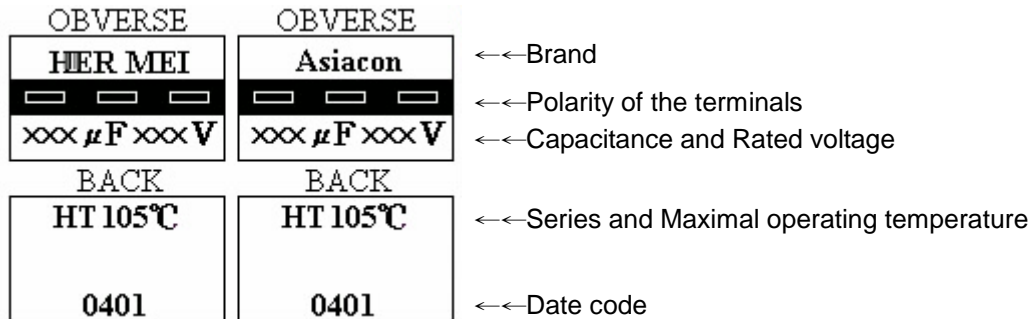 OBVERSE OBVERSE
HER MEI Asiacon ←←Brand
←←Polarity of the terminals
xxx μF xxx V xxx μF xxx V ←←Capacitance and Rated voltage
BACK BACK
HT 105℃ HT 105℃ ←←Series and Maximal operating temperature
0401 0401 ←←Date code